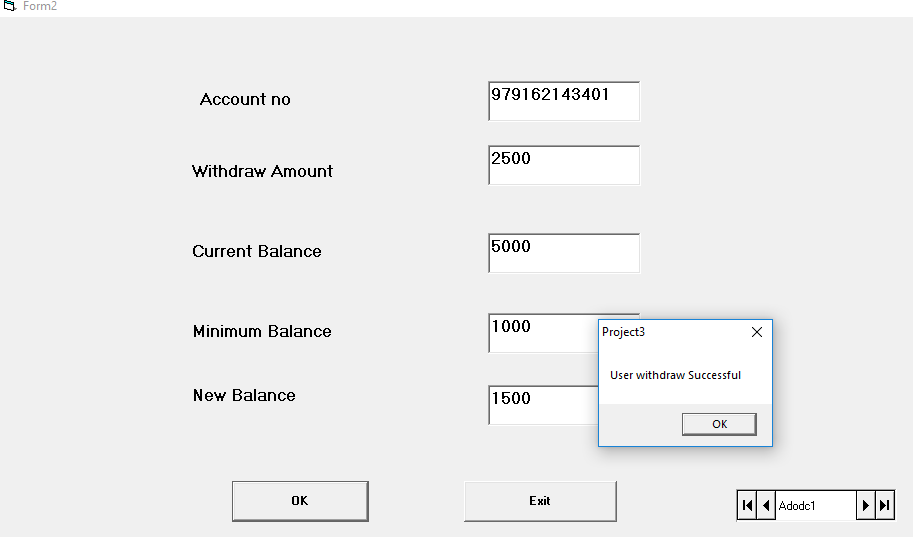 Form2
Account no
979162143401
Withdraw Amount
2500
Current Balance
5000
Minimum Balance
1000
Project3
User withdraw Successful
OK
New Balance
1500
OK
Exit
Adodc1